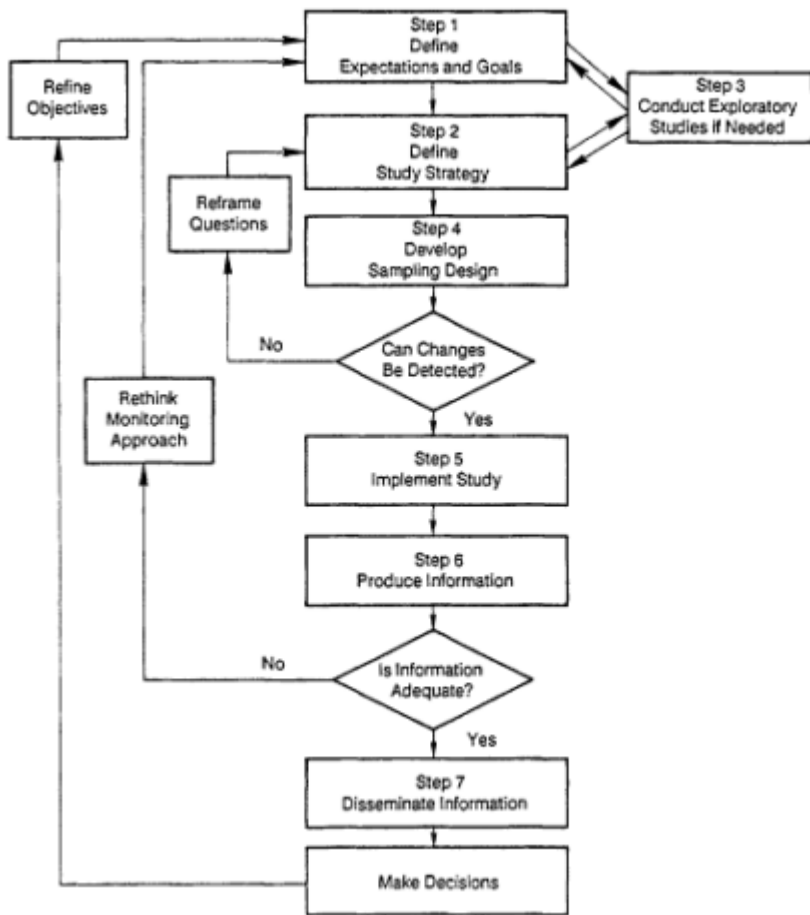 Step 1
Define
Expectations and Goals
Refine
Objectives
Step 3
Conduct Exploratory
Studies if Needed
Step 2
Define
Study Strategy
Reframe
Questions
Step 4
Develop
Sampling Design
No
Can Changes
Be Detected?
Yes
Rethink
Monitoring
Approach
Step 5
Implement Study
Step 6
Produce Information
No
Is Information
Adequate?
Yes
Step 7
Disseminate Information
Make Decisions